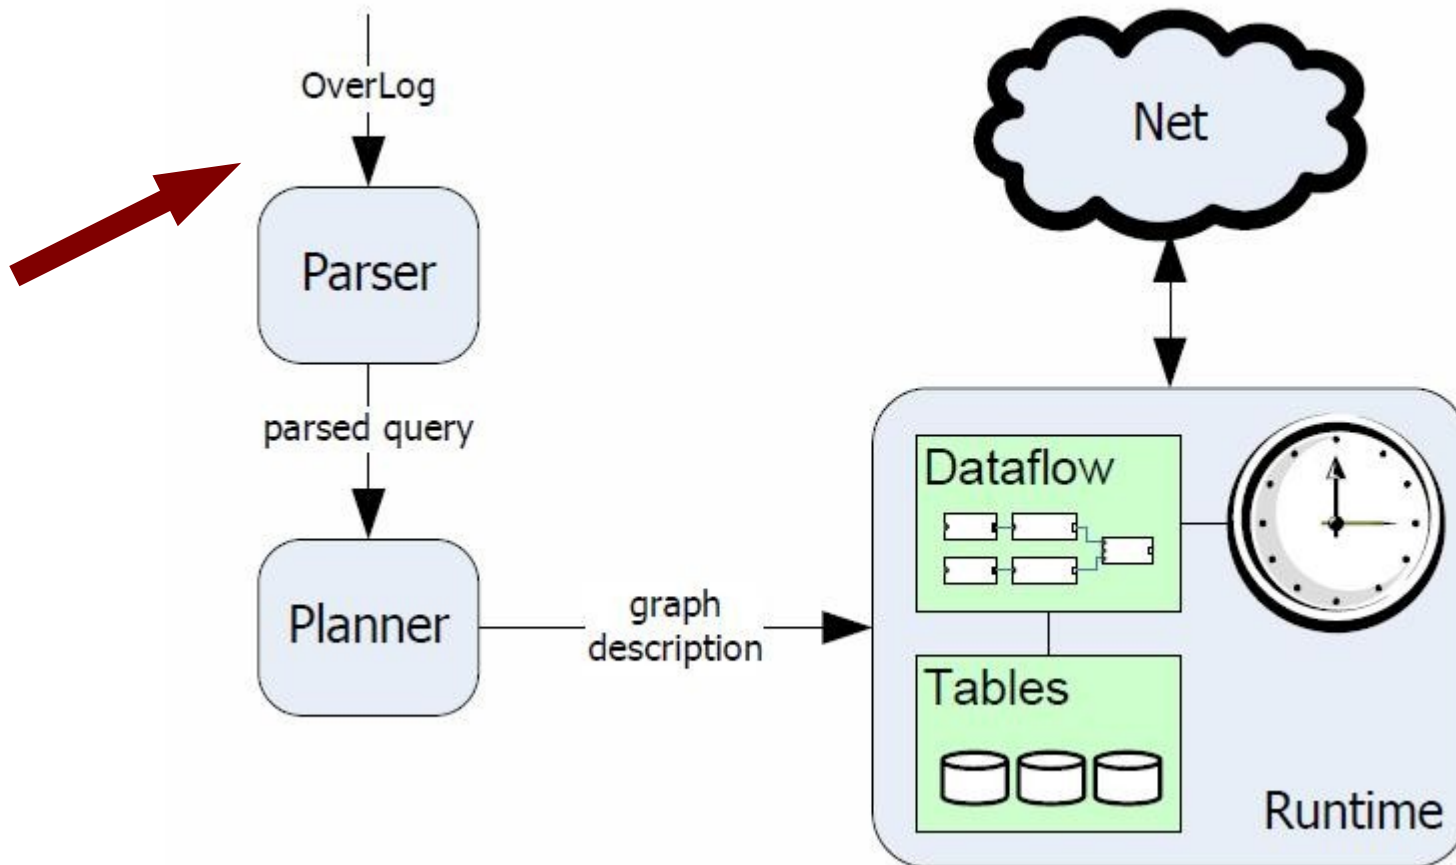 OverLog
Net
Parser
parsed query
Dataflow
Planner
graph
description
Tables
Runtime